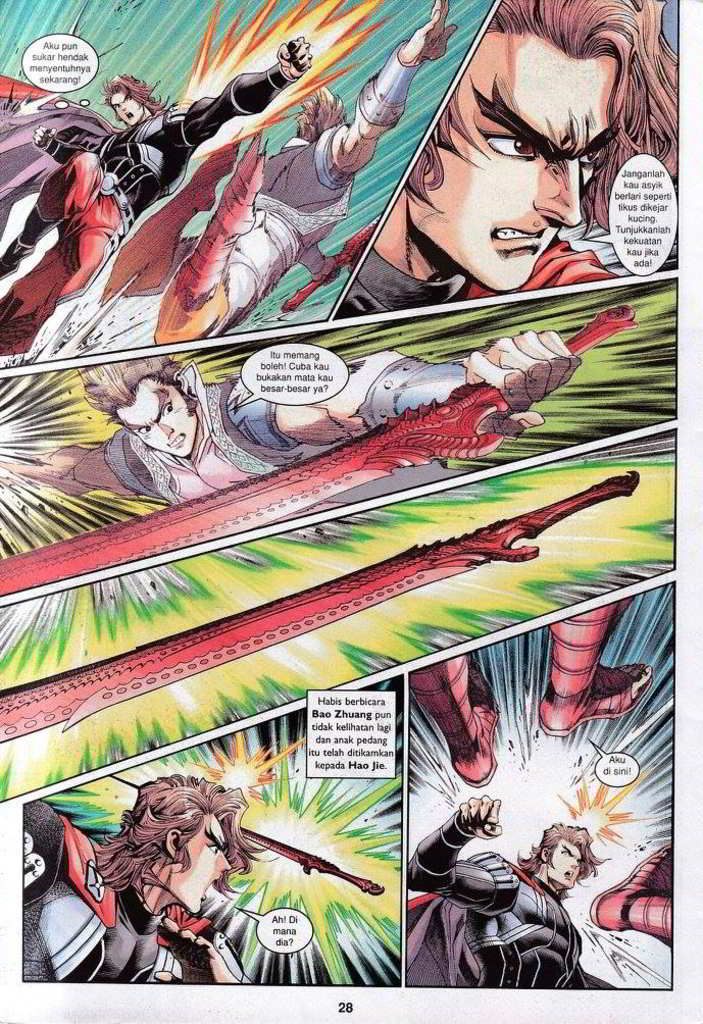 Aku pun
sukar hendak
menyentuhnya
sekarang!
Janganlah
kau asyik
berlari seperti
tikus dikejar
kucing.
Tunjukkanlah
kekuatan
kau jika
ada!
Itu memang
boleh! Cuba kau
bukakan mata kau
besar-besar ya?
Habis berbicara
Bao Zhuang pun
tidak kelihatan lagi
dan anak pedang
itu telah ditikamkan
kepada Hao Jie.
Ah! Di
mana
dia?
Aku
di sini!
28